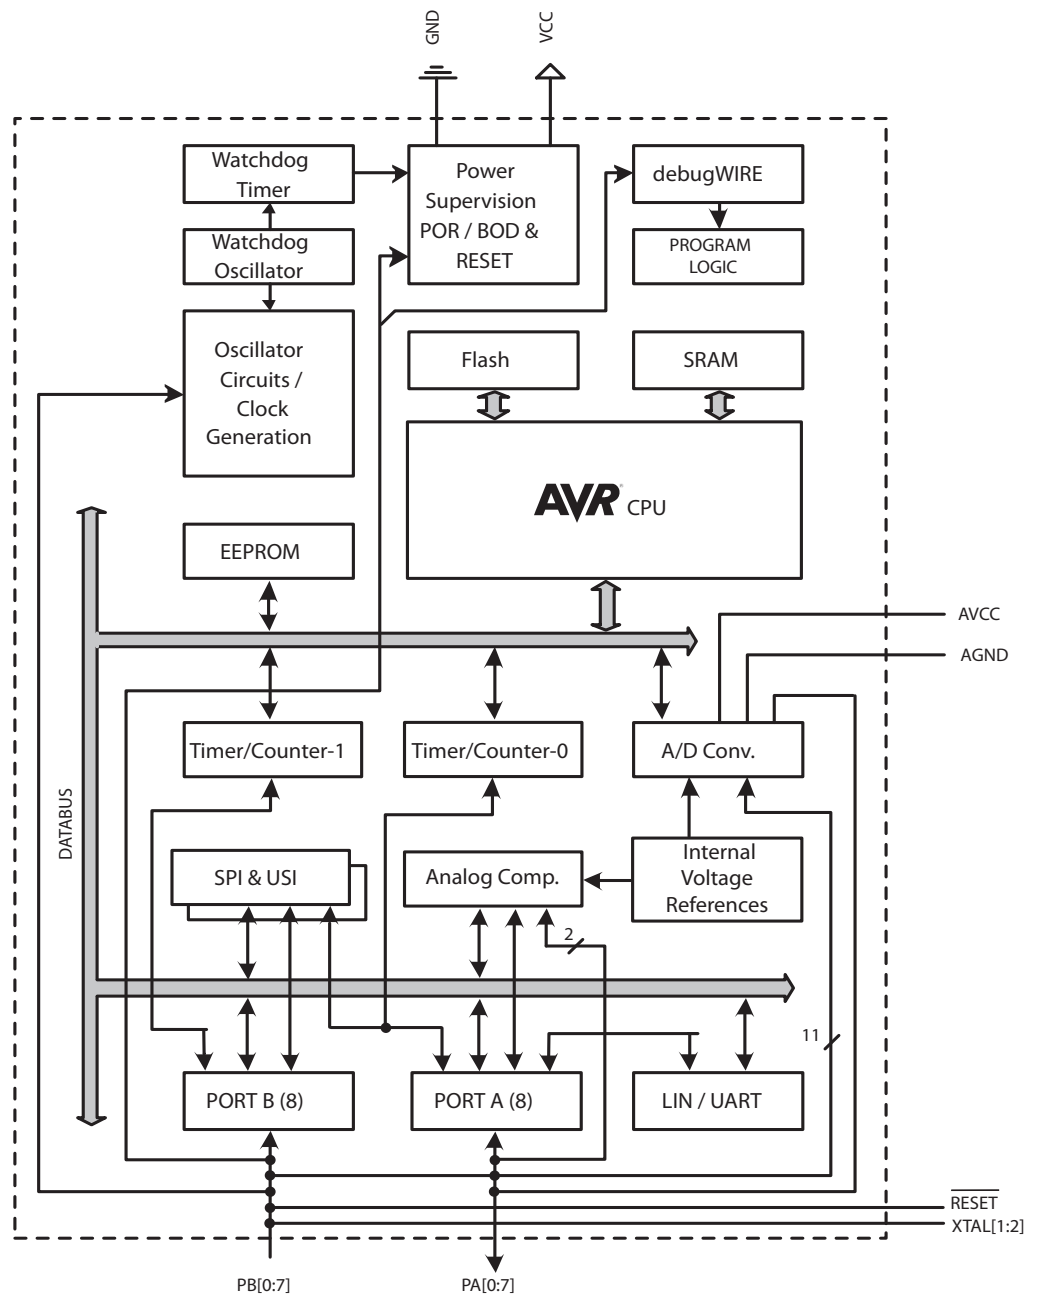 GND
VCC
Watchdog
Timer
Power
Supervision
POR / BOD &
RESET
debugWIRE
Watchdog
Oscillator
PROGRAM
LOGIC
Oscillator
Circuits /
Clock
Generation
Flash
SRAM
AVR® CPU
EEPROM
AVCC
AGND
Timer/Counter-1
Timer/Counter-0
A/D Conv.
DATABUS
SPI & USI
Analog Comp.
Internal
Voltage
References
2
11
PORT B (8)
PORT A (8)
LIN / UART
RESET
XTAL[1:2]
PB[0:7]
PA[0:7]